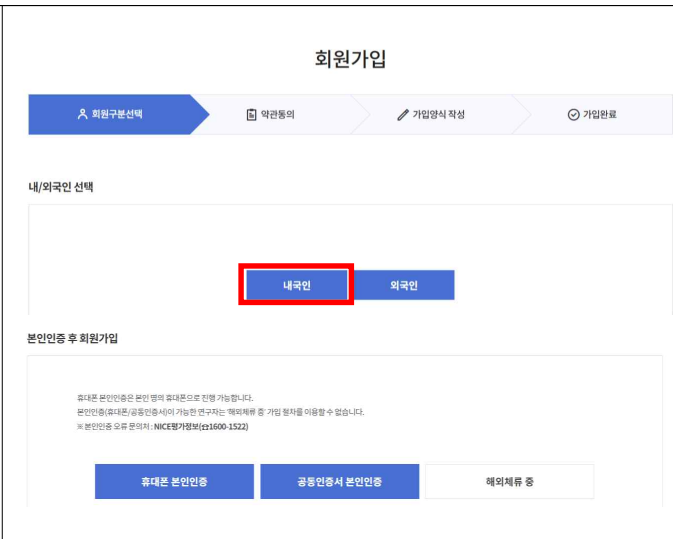 회원가입
회원구분선택 약관동의 가입양식 작성 가입완료
내/외국인 선택
내국인 외국인
본인인증 후 회원가입
휴대폰 본인인증은 본인 명의 휴대폰으로 진행 가능합니다.
본인인증(휴대폰/공동인증서)이 가능한 연구자는 '해외체류 중' 가입 절차를 이용할 수 없습니다.
※ 본인인증 오류 문의처 : NICE평가정보(☎1600-1522)
휴대폰 본인인증 공동인증서 본인인증 해외체류 중